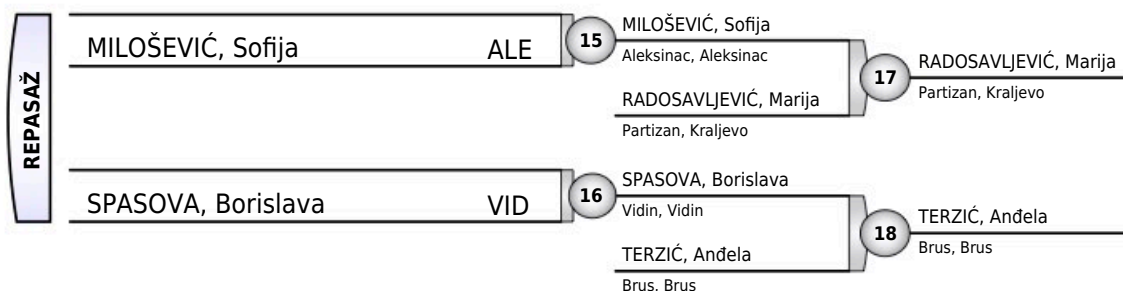 REPASAŽ
MILOŠEVIĆ, Sofija ALE
15
MILOŠEVIĆ, Sofija
Aleksinac, Aleksinac
RADOSAVLJEVIĆ, Marija
Partizan, Kraljevo
17
RADOSAVLJEVIĆ, Marija
Partizan, Kraljevo
SPASOVA, Borislava VID
16
SPASOVA, Borislava
Vidin, Vidin
TERZIĆ, Anđela
Brus, Brus
18
TERZIĆ, Anđela
Brus, Brus